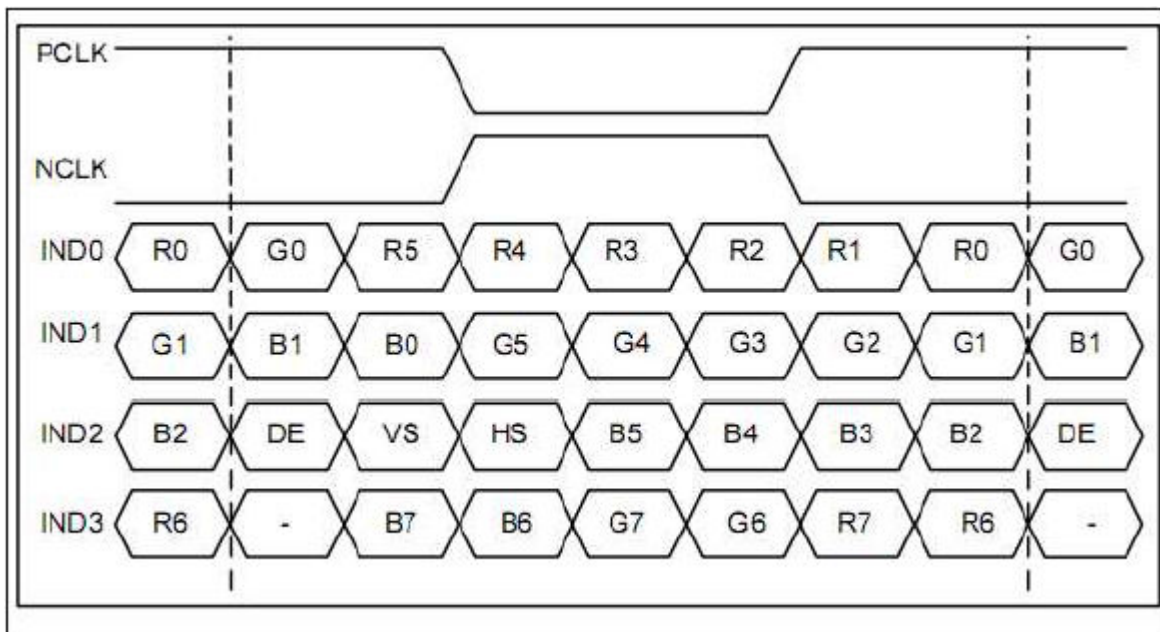 PCLK
NCLK
IND0 R0 G0 R5 R4 R3 R2 R1 R0 G0
IND1 G1 B1 B0 G5 G4 G3 G2 G1 B1
IND2 B2 DE VS HS B5 B4 B3 B2 DE
IND3 R6 - B7 B6 G7 G6 R7 R6 -